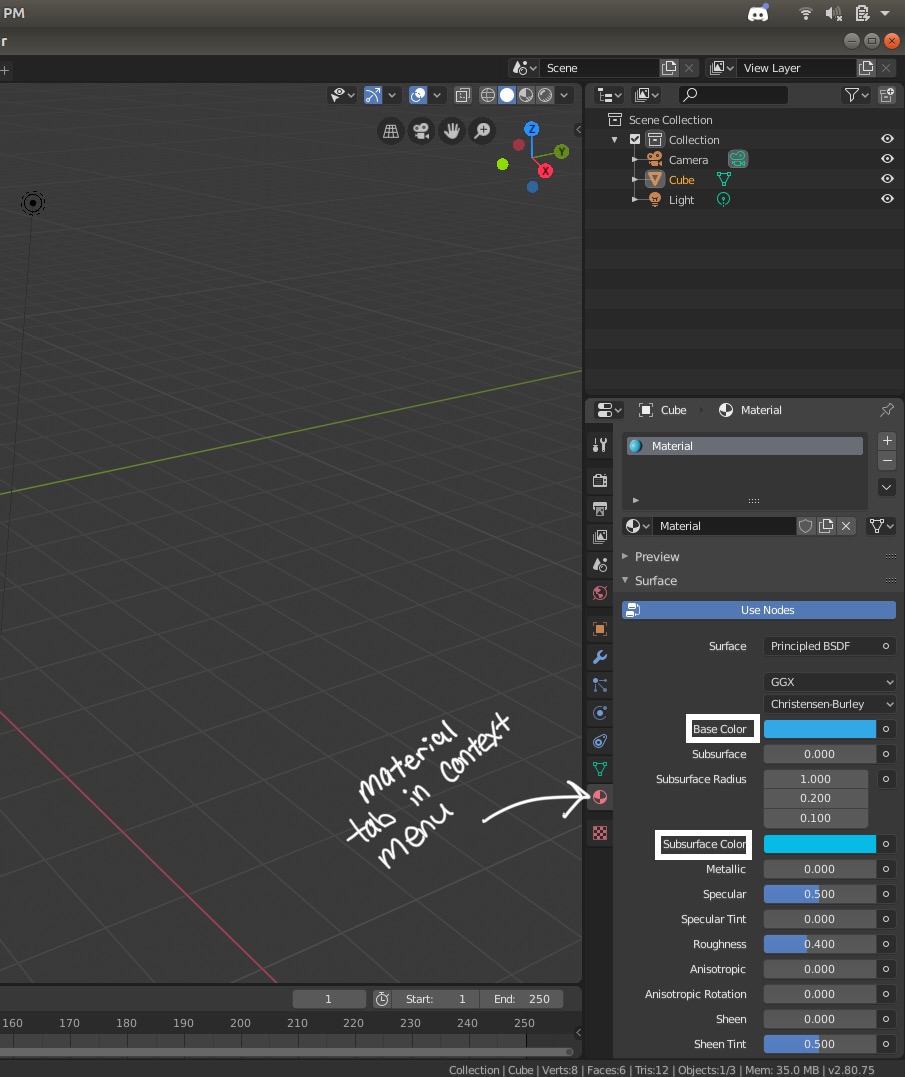 PM
r
+
Scene
View Layer
Z
Y
X
Scene Collection
Collection
Camera
Cube
Light
Cube
Material
Material
Material
Preview
Surface
Use Nodes
Surface Principled BSDF
GGX
Christensen-Burley
Base Color
Subsurface 0.000
Subsurface Radius 1.000
0.200
0.100
Subsurface Color
Metallic 0.000
Specular 0.500
Specular Tint 0.000
Roughness 0.400
Anisotropic 0.000
Anisotropic Rotation 0.000
Sheen 0.000
Sheen Tint 0.500
material
tab in context
menu
1 Start: 1 End: 250
160 170 180 190 200 210 220 230 240 250
Collection | Cube | Verts:8 | Faces:6 | Tris:12 | Objects:1/3 | Mem: 35.0 MB | v2.80.75